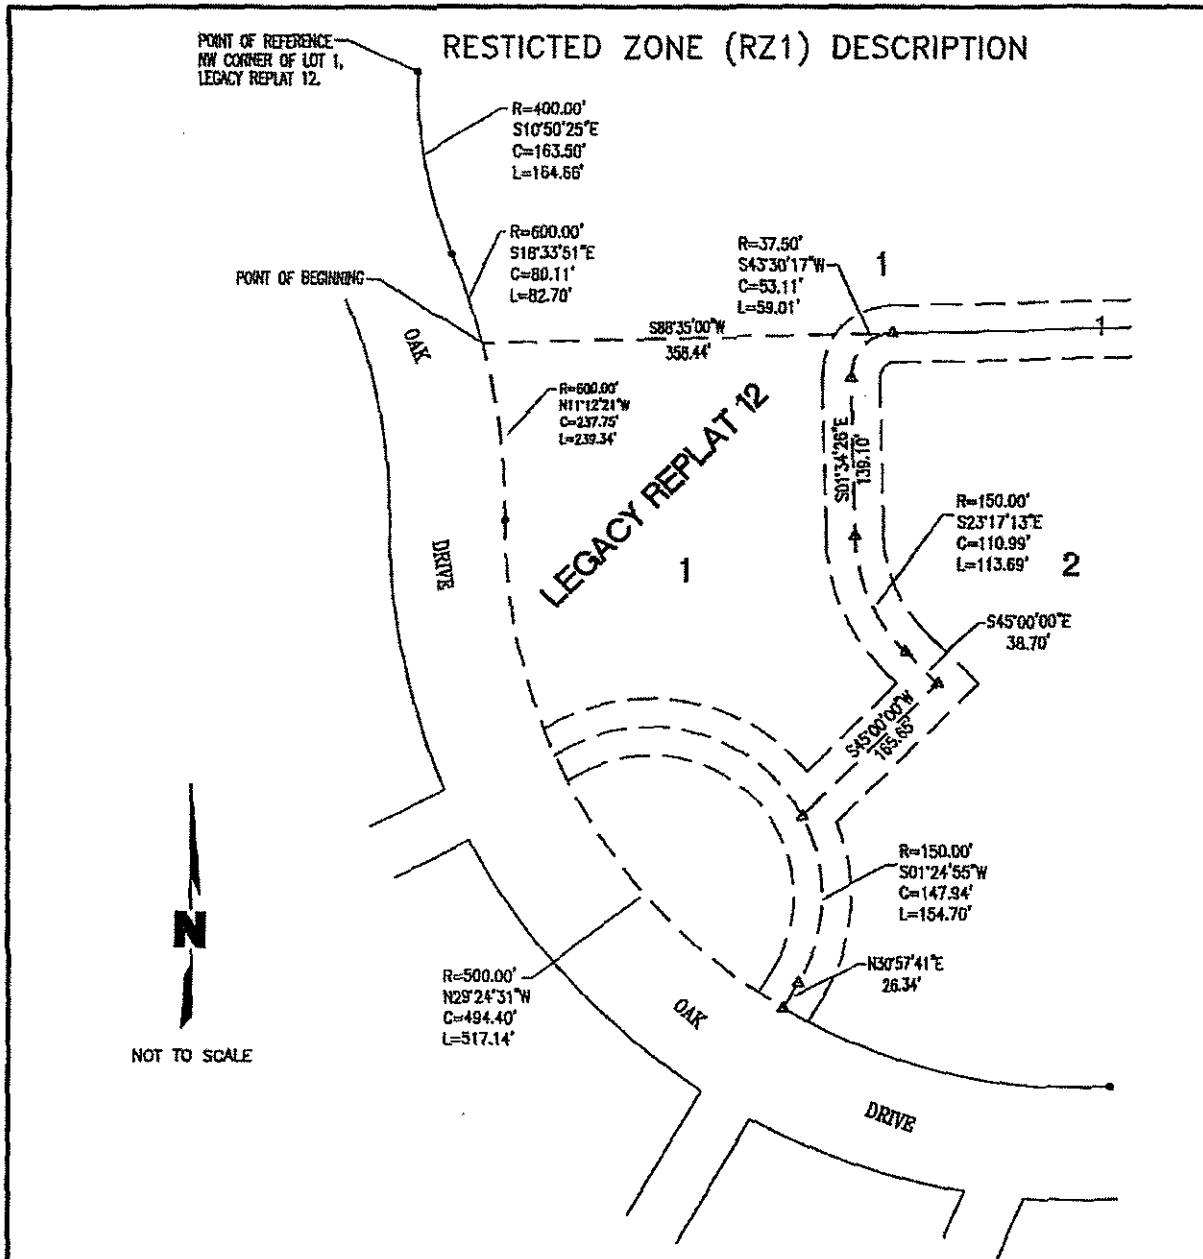 RESTICTED ZONE (RZ1) DESCRIPTION
POINT OF REFERENCE
NW CORNER OF LOT 1,
LEGACY REPLAT 12.
R=400.00'
S10°50'25"E
C=163.50'
L=164.66'
R=600.00'
S18°33'51"E
C=80.11'
L=82.70'
POINT OF BEGINNING
R=37.50'
S43°30'17"W
C=53.11'
L=59.01'
1
1
S88°35'00"W
358.44'
OAK
R=600.00'
N11°12'21"W
C=237.75'
L=239.34'
LEGACY REPLAT 12
S01°34'26"E
139.10'
R=150.00'
S23°17'13"E
C=110.99'
L=113.69'
DRIVE
1
2
S45°00'00"E
38.70'
S45°00'00"W
165.65'
R=150.00'
S01°24'55"W
C=147.94'
L=154.70'
N
N30°57'41"E
26.34'
R=500.00'
N29°24'31"W
C=494.40'
L=517.14'
OAK
NOT TO SCALE
DRIVE